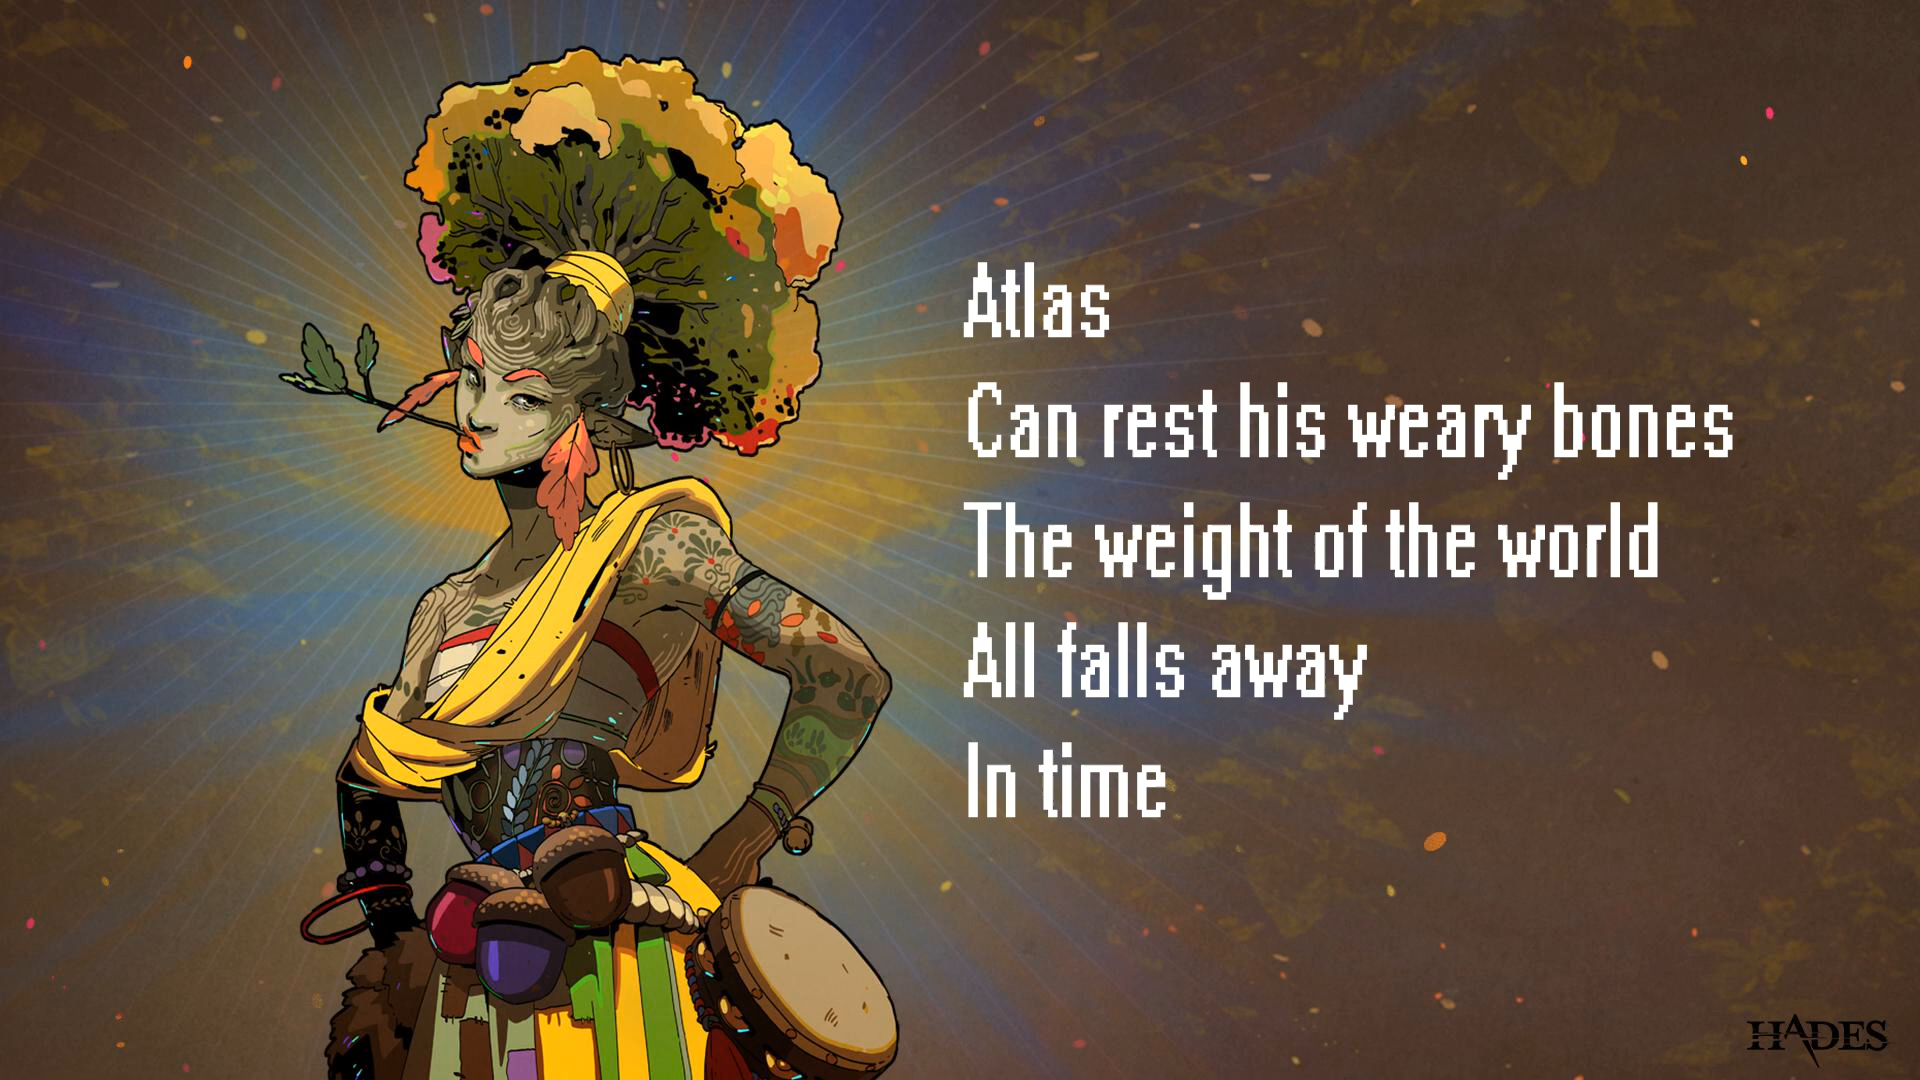 Atlas
Can rest his weary bones
The weight of the world
All falls away
In time
HADES